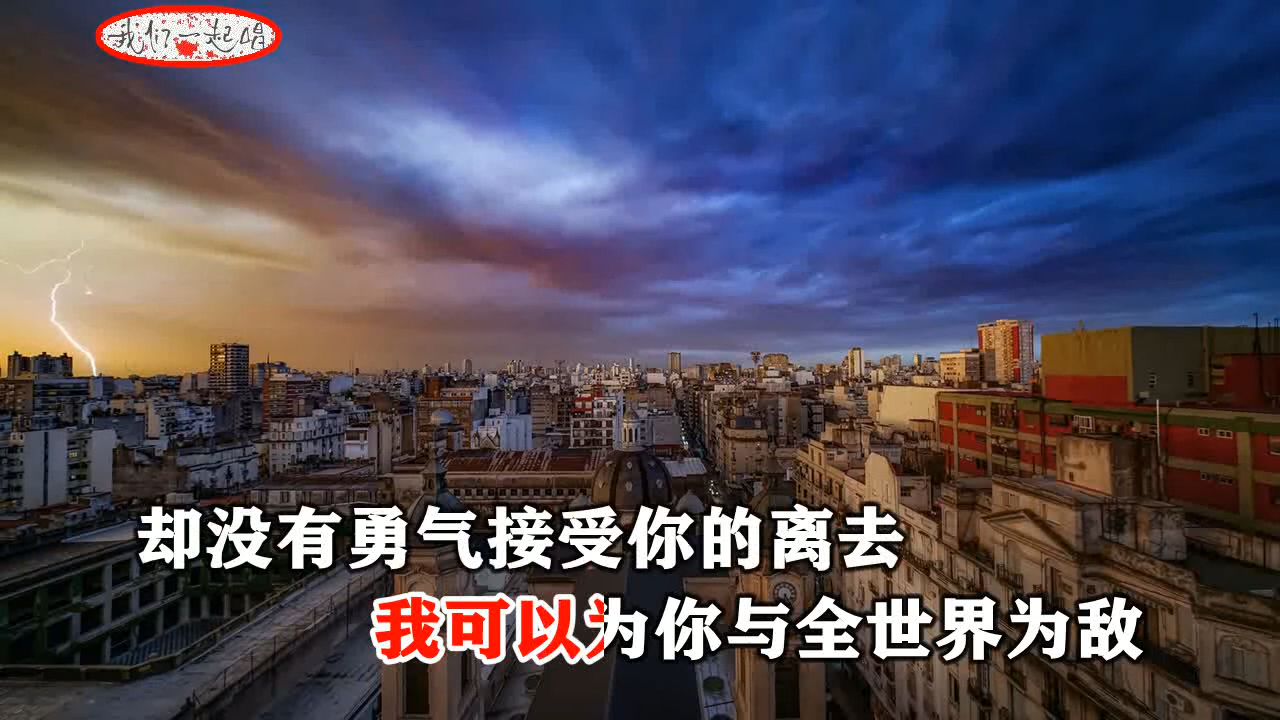 我们一起唱
却没有勇气接受你的离去
我可以为你与全世界为敌